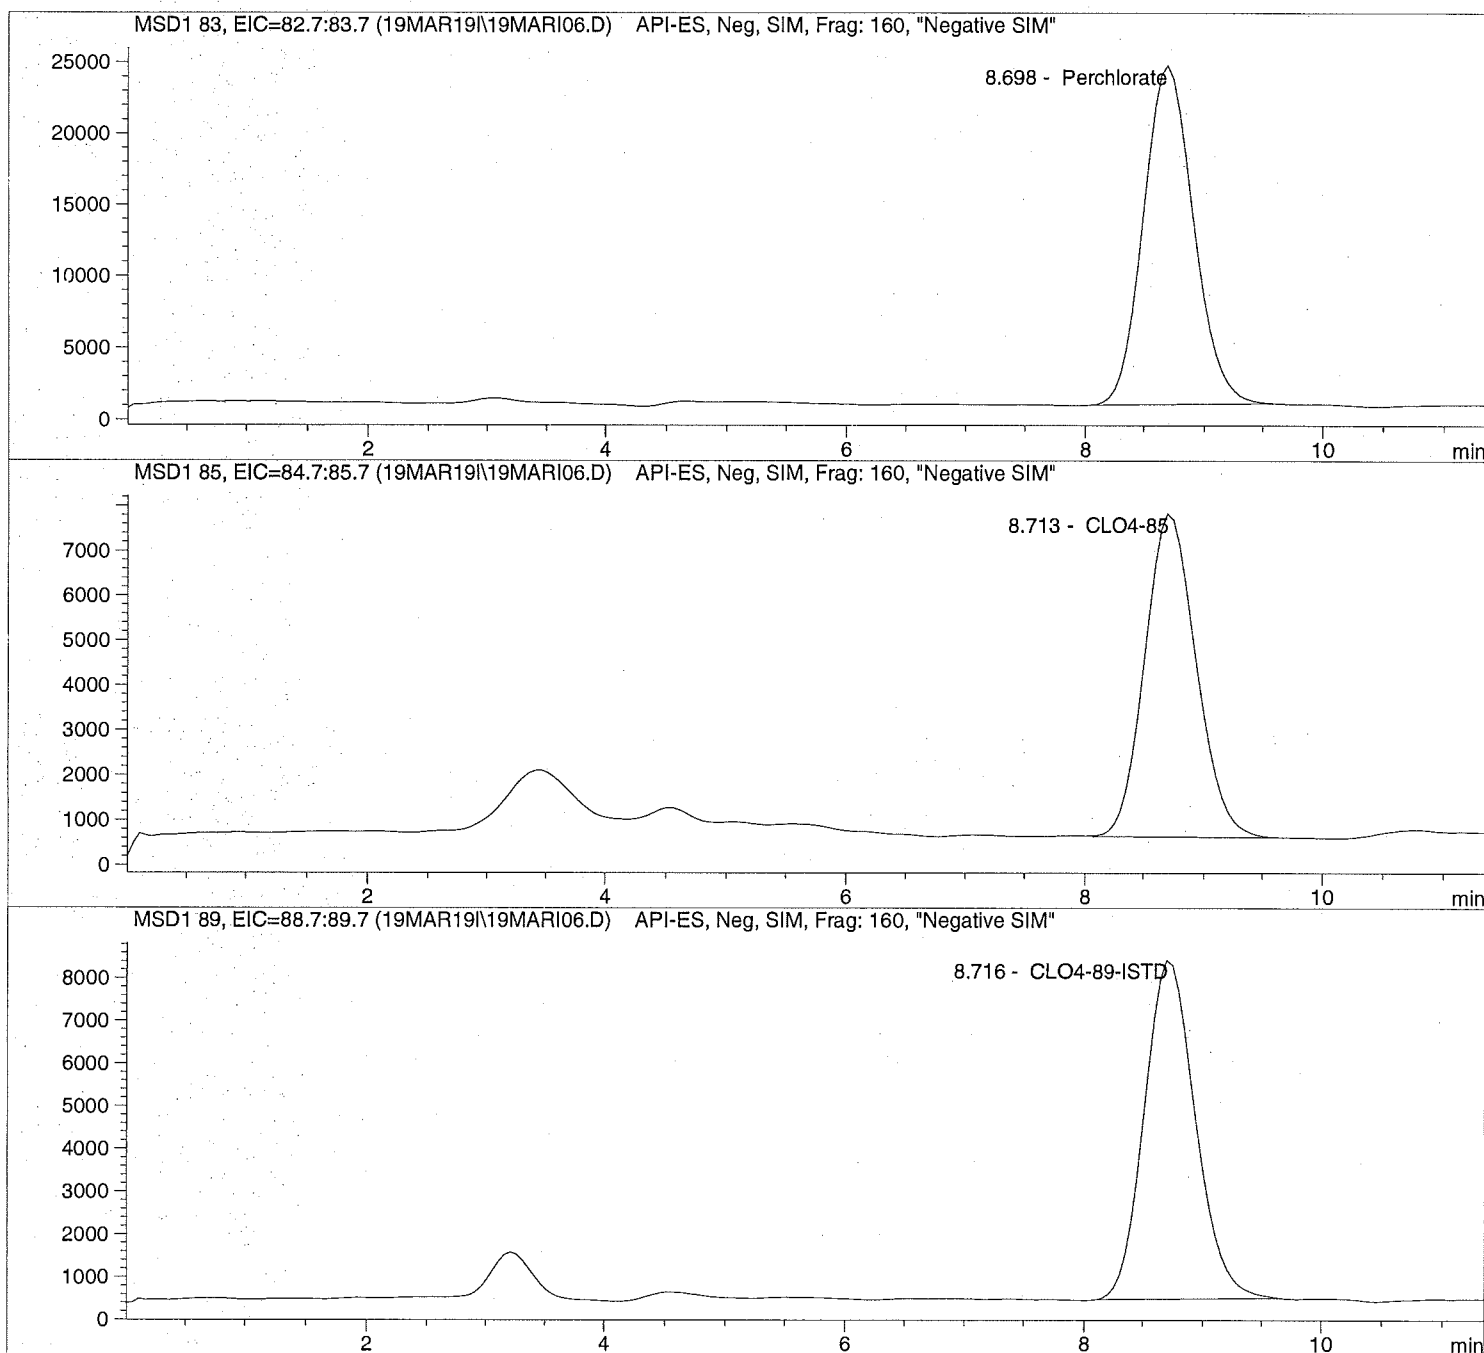 MSD1 83, EIC=82.7:83.7 (19MAR19I\19MARI06.D) API-ES, Neg, SIM, Frag: 160, "Negative SIM"
25000
8.698 - Perchlorate
20000
15000
10000
5000
0
2 4 6 8 10 min
MSD1 85, EIC=84.7:85.7 (19MAR19I\19MARI06.D) API-ES, Neg, SIM, Frag: 160, "Negative SIM"
8.713 - CLO4-85
7000
6000
5000
4000
3000
2000
1000
0
2 4 6 8 10 min
MSD1 89, EIC=88.7:89.7 (19MAR19I\19MARI06.D) API-ES, Neg, SIM, Frag: 160, "Negative SIM"
8.716 - CLO4-89-ISTD
8000
7000
6000
5000
4000
3000
2000
1000
0
2 4 6 8 10 min